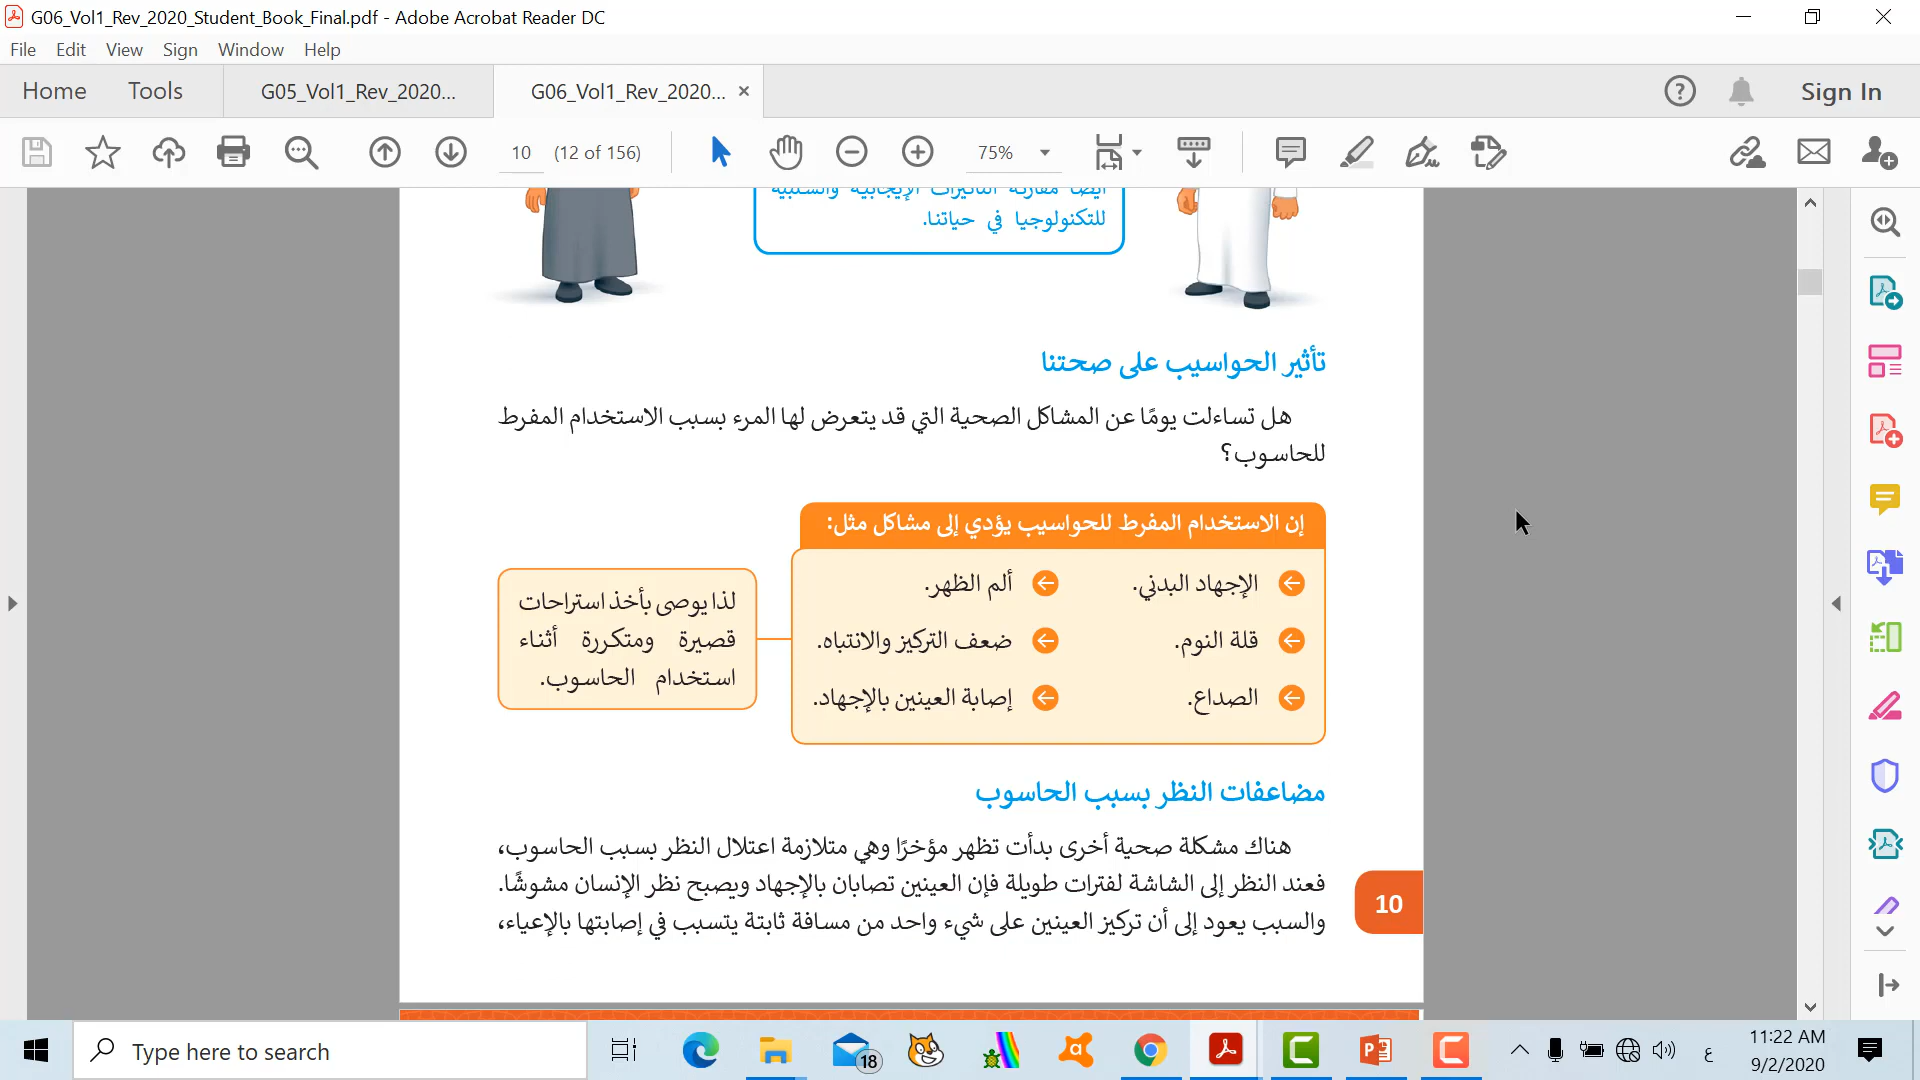 G06_Vol1_Rev_2020_Student_Book_Final.pdf - Adobe Acrobat Reader DC
File Edit View Sign Window Help
Home Tools G05_Vol1_Rev_2020... G06_Vol1_Rev_2020... × Sign In
10 (12 of 156) 75%
أيضًا مقارنة التأثيرات الإيجابية والسلبية
للتكنولوجيا في حياتنا.
تأثير الحواسيب على صحتنا
هل تساءلت يومًا عن المشاكل الصحية التي قد يتعرض لها المرء بسبب الاستخدام المفرط
للحاسوب؟
إن الاستخدام المفرط للحواسيب يؤدي إلى مشاكل مثل:
الإجهاد البدني. ألم الظهر.
قلة النوم. ضعف التركيز والانتباه.
الصداع. إصابة العينين بالإجهاد.
لذا يوصى بأخذ استراحات
قصيرة ومتكررة أثناء
استخدام الحاسوب.
مضاعفات النظر بسبب الحاسوب
هناك مشكلة صحية أخرى بدأت تظهر مؤخرًا وهي متلازمة اعتلال النظر بسبب الحاسوب،
فعند النظر إلى الشاشة لفترات طويلة فإن العينين تصابان بالإجهاد ويصبح نظر الإنسان مشوشًا.
والسبب يعود إلى أن تركيز العينين على شيء واحد من مسافة ثابتة يتسبب في إصابتها بالإعياء،
10
Type here to search
18
ع
11:22 AM
9/2/2020